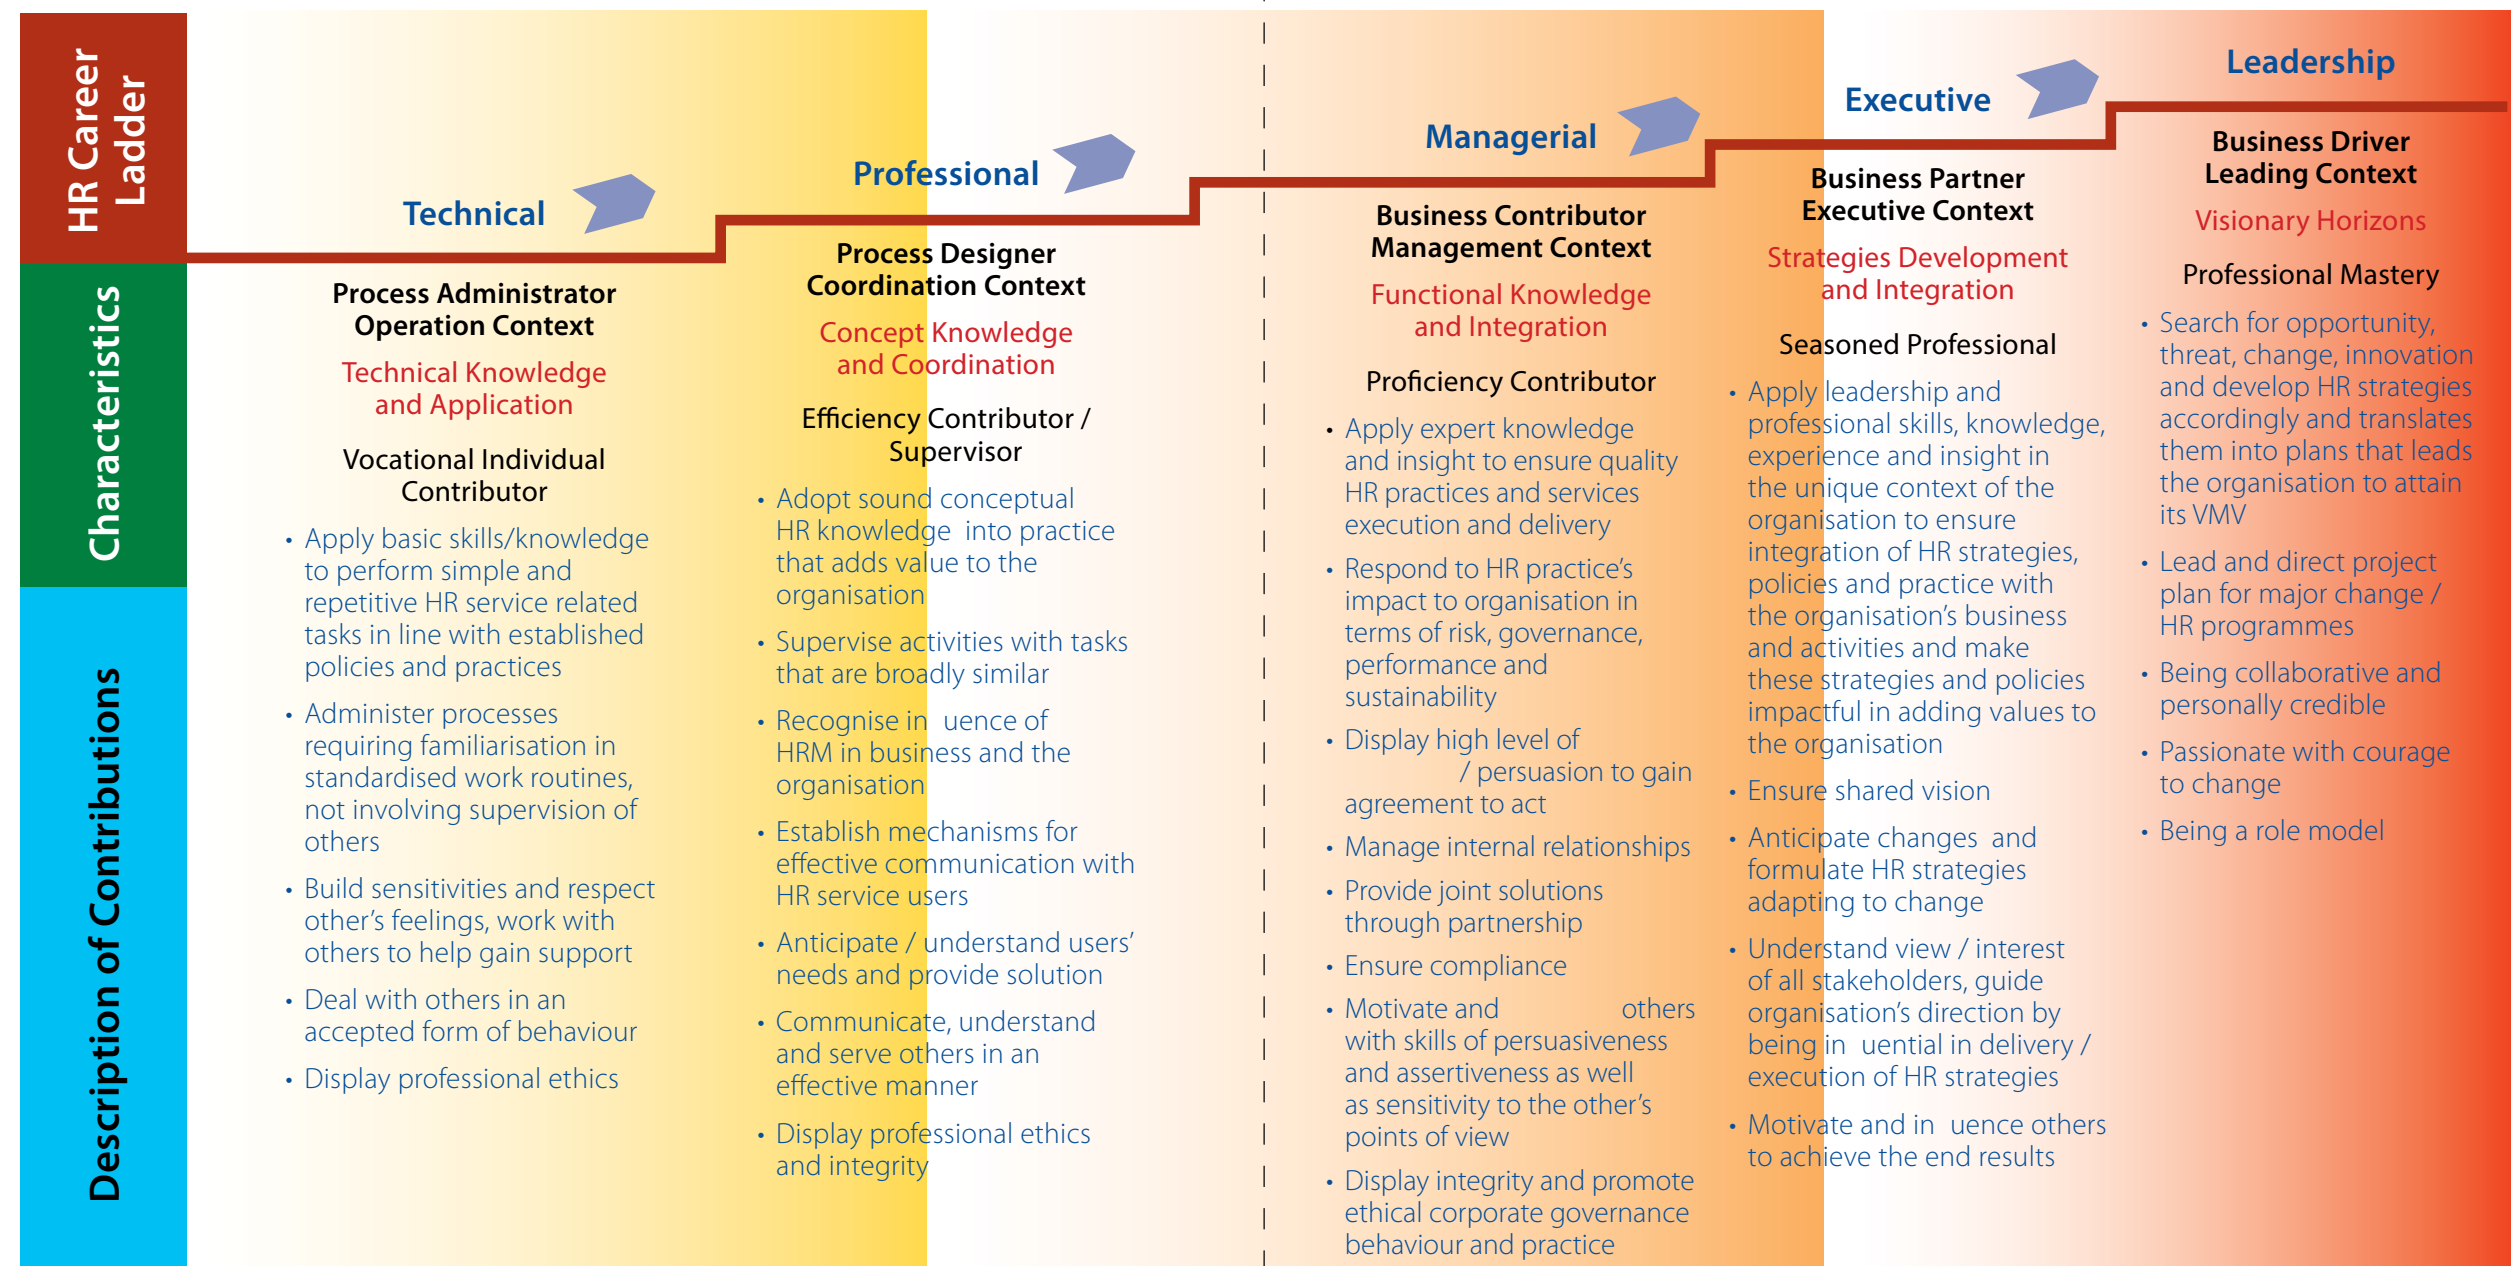 HR Career
Ladder
Characteristics
Description of Contributions
Technical
Process Administrator
Operation Context
Technical Knowledge
and Application
Vocational Individual
Contributor
• Apply basic skills/knowledge
to perform simple and
repetitive HR service related
tasks in line with established
policies and practices
• Administer processes
requiring familiarisation in
standardised work routines,
not involving supervision of
others
• Build sensitivities and respect
other's feelings, work with
others to help gain support
• Deal with others in an
accepted form of behaviour
• Display professional ethics
Professional
Process Designer
Coordination Context
Concept Knowledge
and Coordination
Efficiency Contributor /
Supervisor
• Adopt sound conceptual
HR knowledge into practice
that adds value to the
organisation
• Supervise activities with tasks
that are broadly similar
• Recognise in uence of
HRM in business and the
organisation
• Establish mechanisms for
effective communication with
HR service users
• Anticipate / understand users'
needs and provide solution
• Communicate, understand
and serve others in an
effective manner
• Display professional ethics
and integrity
Managerial
Business Contributor
Management Context
Functional Knowledge
and Integration
Proficiency Contributor
• Apply expert knowledge
and insight to ensure quality
HR practices and services
execution and delivery
• Respond to HR practice's
impact to organisation in
terms of risk, governance,
performance and
sustainability
• Display high level of
/ persuasion to gain
agreement to act
• Manage internal relationships
• Provide joint solutions
through partnership
• Ensure compliance
• Motivate and others
with skills of persuasiveness
and assertiveness as well
as sensitivity to the other's
points of view
• Display integrity and promote
ethical corporate governance
behaviour and practice
Executive
Business Partner
Executive Context
Strategies Development
and Integration
Seasoned Professional
• Apply leadership and
professional skills, knowledge,
experience and insight in
the unique context of the
organisation to ensure
integration of HR strategies,
policies and practice with
the organisation's business
and activities and make
these strategies and policies
impactful in adding values to
the organisation
• Ensure shared vision
• Anticipate changes and
formulate HR strategies
adapting to change
• Understand view / interest
of all stakeholders, guide
organisation's direction by
being in uential in delivery /
execution of HR strategies
• Motivate and in uence others
to achieve the end results
Leadership
Business Driver
Leading Context
Visionary Horizons
Professional Mastery
• Search for opportunity,
threat, change, innovation
and develop HR strategies
accordingly and translates
them into plans that leads
the organisation to attain
its VMV
• Lead and direct project
plan for major change /
HR programmes
• Being collaborative and
personally credible
• Passionate with courage
to change
• Being a role model